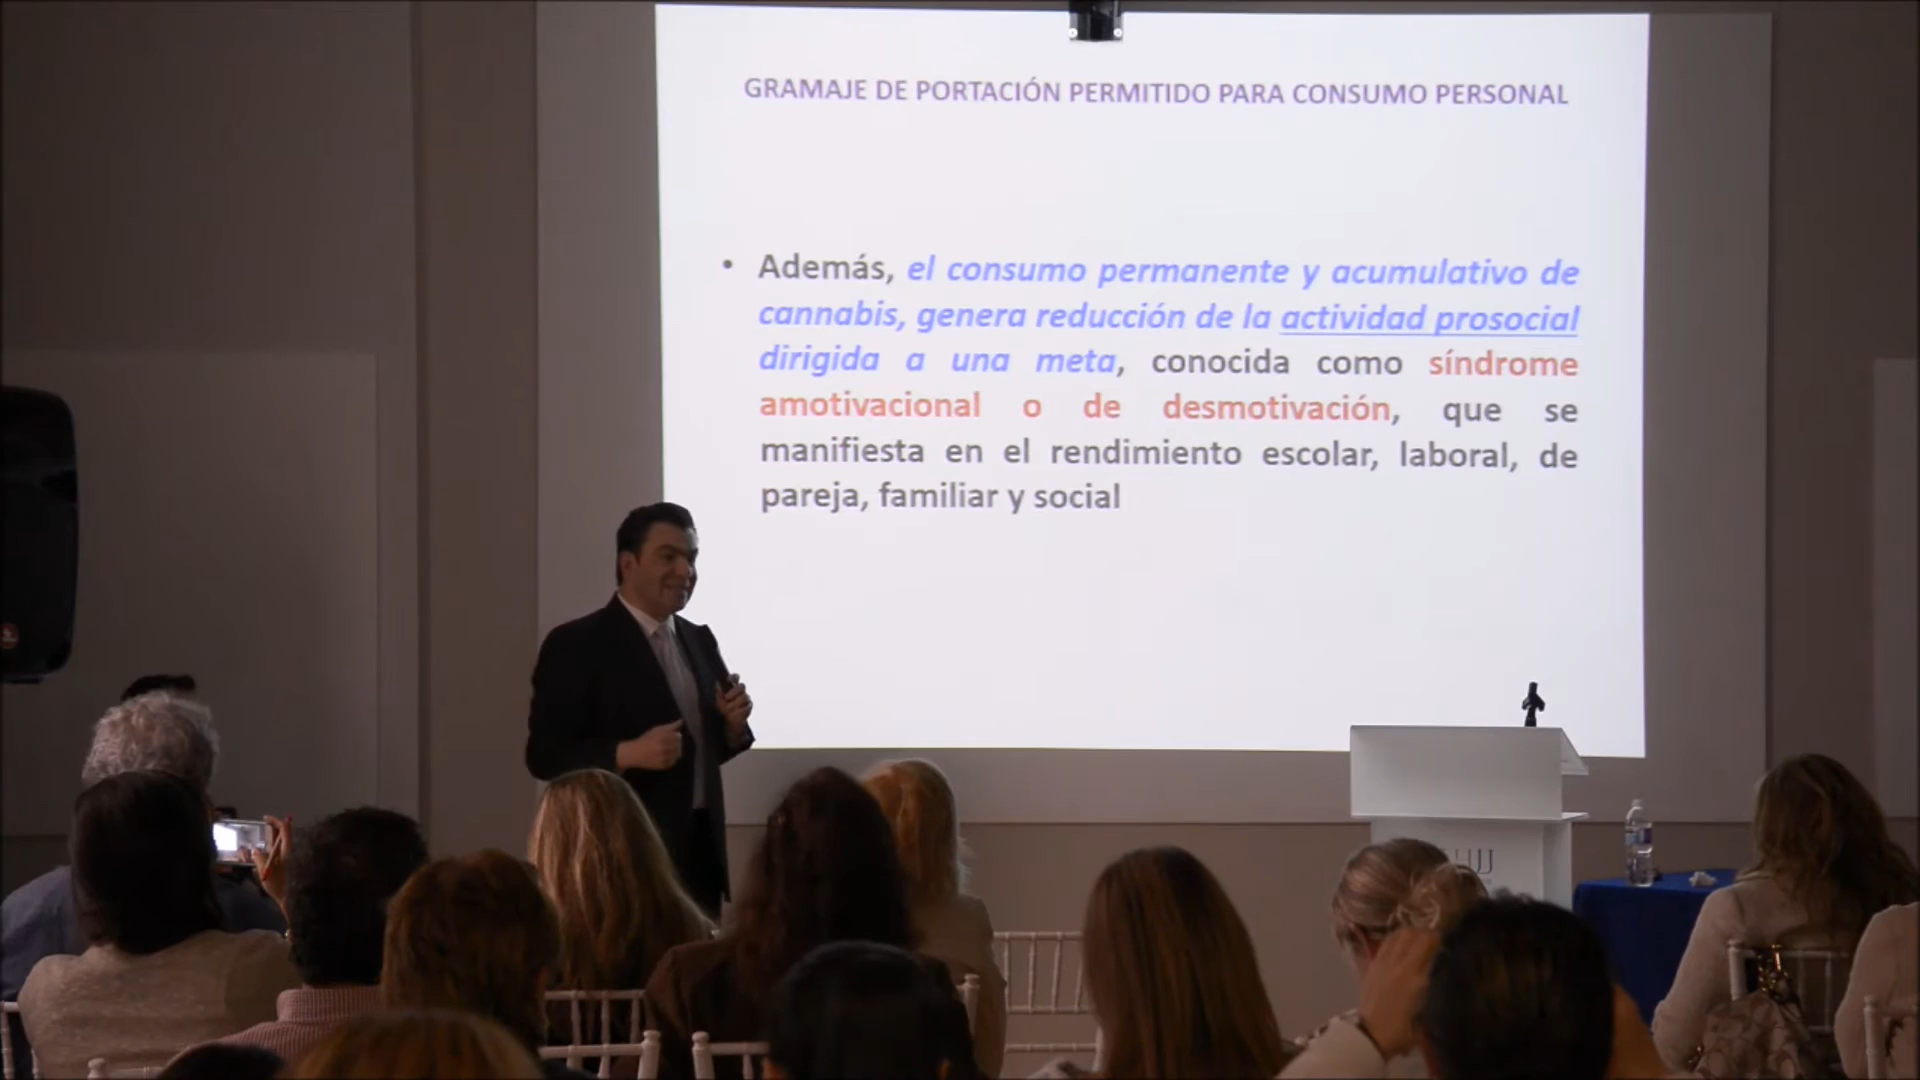 GRAMAJE DE PORTACIÓN PERMITIDO PARA CONSUMO PERSONAL
• Además, el consumo permanente y acumulativo de
cannabis, genera reducción de la actividad prosocial
dirigida a una meta, conocida como síndrome
amotivacional o de desmotivación, que se
manifiesta en el rendimiento escolar, laboral, de
pareja, familiar y social